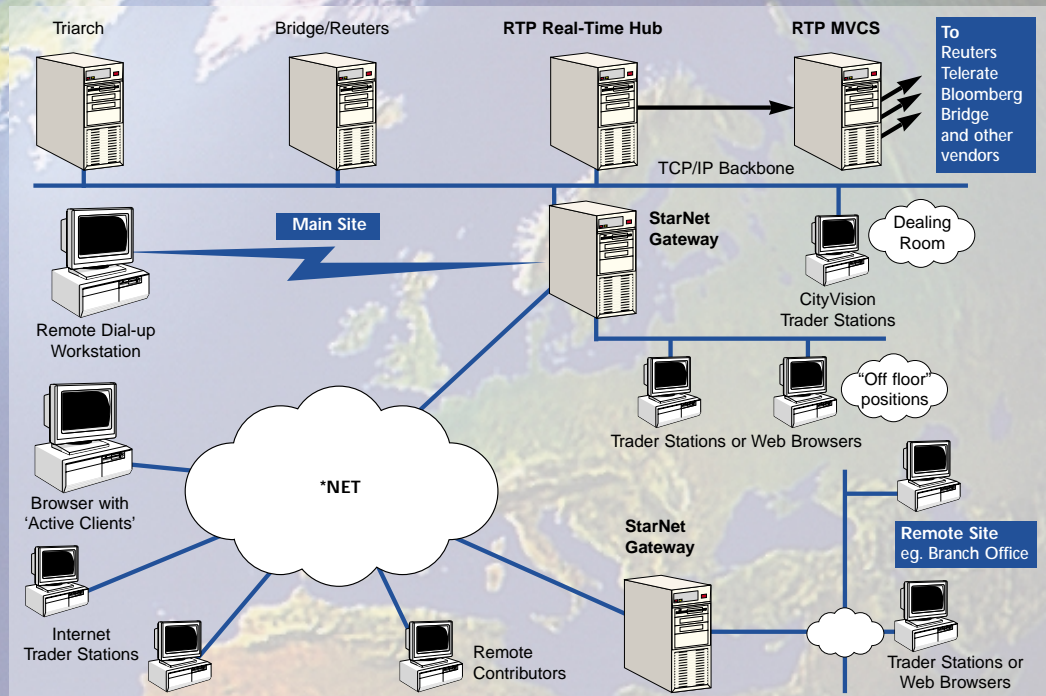 Triarch
Bridge/Reuters
RTP Real-Time Hub
RTP MVCS
To
Reuters
Telerate
Bloomberg
Bridge
and other
vendors
TCP/IP Backbone
Main Site
StarNet
Gateway
Dealing
Room
Remote Dial-up
Workstation
CityVision
Trader Stations
"Off floor"
positions
Trader Stations or Web Browsers
*NET
Browser with
‘Active Clients’
StarNet
Gateway
Remote Site
eg. Branch Office
Internet
Trader Stations
Remote
Contributors
Trader Stations or
Web Browsers